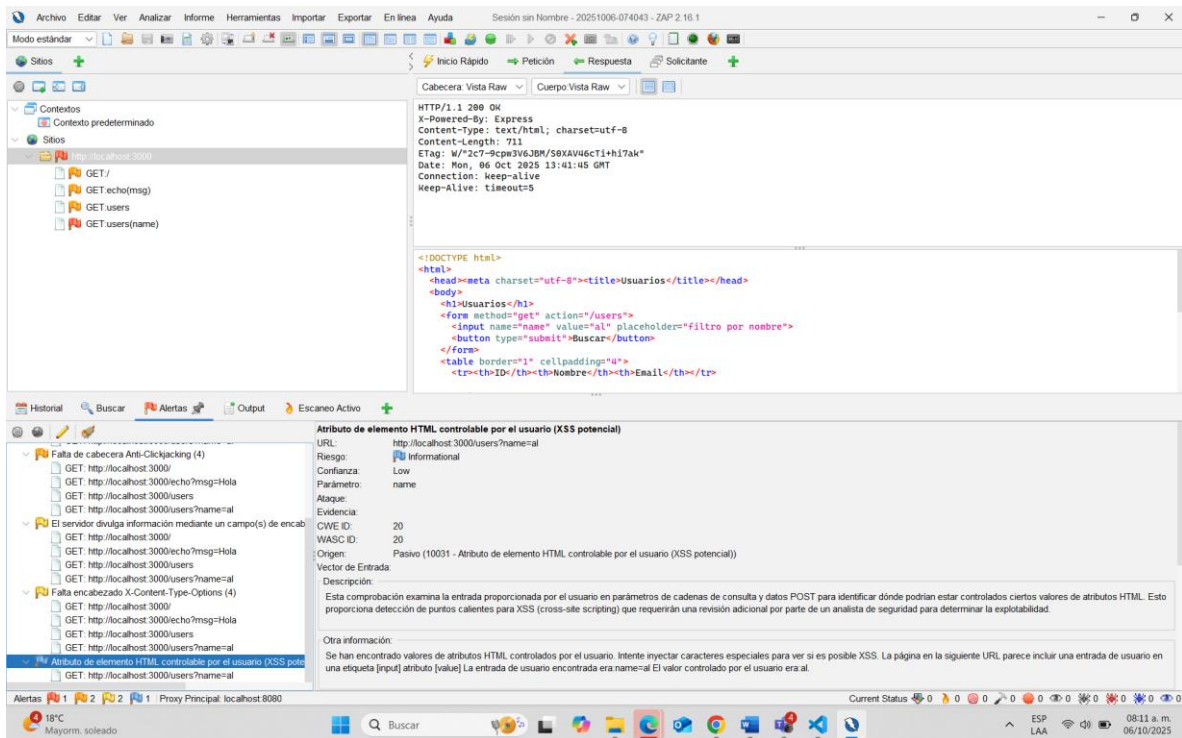 Archivo Editar Ver Analizar Informe Herramientas Importar Exportar En línea Ayuda Sesión sin Nombre - 20251006-074043 - ZAP 2.16.1
Modo estándar
Sitios
Inicio Rápido Petición Respuesta Solicitante
Cabecera: Vista Raw Cuerpo:Vista Raw
Contextos
Contexto predeterminado
Sitios
http://localhost:3000
GET:/
GET:echo(msg)
GET:users
GET:users(name)
HTTP/1.1 200 OK
X-Powered-By: Express
Content-Type: text/html; charset=utf-8
Content-Length: 711
ETag: W/"2c7-9cpw3V6JBM/S0XAV46cTi+hi7ak"
Date: Mon, 06 Oct 2025 13:41:45 GMT
Connection: keep-alive
Keep-Alive: timeout=5
<!DOCTYPE html>
<html>
<head><meta charset="utf-8"><title>Usuarios</title></head>
<body>
<h1>Usuarios</h1>
<form method="get" action="/users">
<input name="name" value="al" placeholder="filtro por nombre">
<button type="submit">Buscar</button>
</form>
<table border="1" cellpadding="4">
<tr><th>ID</th><th>Nombre</th><th>Email</th></tr>
Historial Buscar Alertas Output Escaneo Activo
Falta de cabecera Anti-Clickjacking (4)
GET: http://localhost:3000/
GET: http://localhost:3000/echo?msg=Hola
GET: http://localhost:3000/users
GET: http://localhost:3000/users?name=al
El servidor divulga información mediante un campo(s) de encab
GET: http://localhost:3000/
GET: http://localhost:3000/echo?msg=Hola
GET: http://localhost:3000/users
GET: http://localhost:3000/users?name=al
Falta encabezado X-Content-Type-Options (4)
GET: http://localhost:3000/
GET: http://localhost:3000/echo?msg=Hola
GET: http://localhost:3000/users
GET: http://localhost:3000/users?name=al
Atributo de elemento HTML controlable por el usuario (XSS pote
GET: http://localhost:3000/users?name=al
Atributo de elemento HTML controlable por el usuario (XSS potencial)
URL: http://localhost:3000/users?name=al
Riesgo: Informational
Confianza: Low
Parámetro: name
Ataque:
Evidencia:
CWE ID: 20
WASC ID: 20
Origen: Pasivo (10031 - Atributo de elemento HTML controlable por el usuario (XSS potencial))
Vector de Entrada:
Descripción:
Esta comprobación examina la entrada proporcionada por el usuario en parámetros de cadenas de consulta y datos POST para identificar dónde podrían estar controlados ciertos valores de atributos HTML. Esto
proporciona detección de puntos calientes para XSS (cross-site scripting) que requerirán una revisión adicional por parte de un analista de seguridad para determinar la explotabilidad.
Otra información:
Se han encontrado valores de atributos HTML controlados por el usuario. Intente inyectar caracteres especiales para ver si es posible XSS. La página en la siguiente URL parece incluir una entrada de usuario en
una etiqueta [input] atributo [value] La entrada de usuario encontrada era:name=al El valor controlado por el usuario era:al.
Alertas 1 2 2 1 Proxy Principal: localhost:8080 Current Status 0 0 0 0 0 0 0 0 0 0
18°C
Mayorm. soleado
Buscar
ESP
LAA
08:11 a. m.
06/10/2025